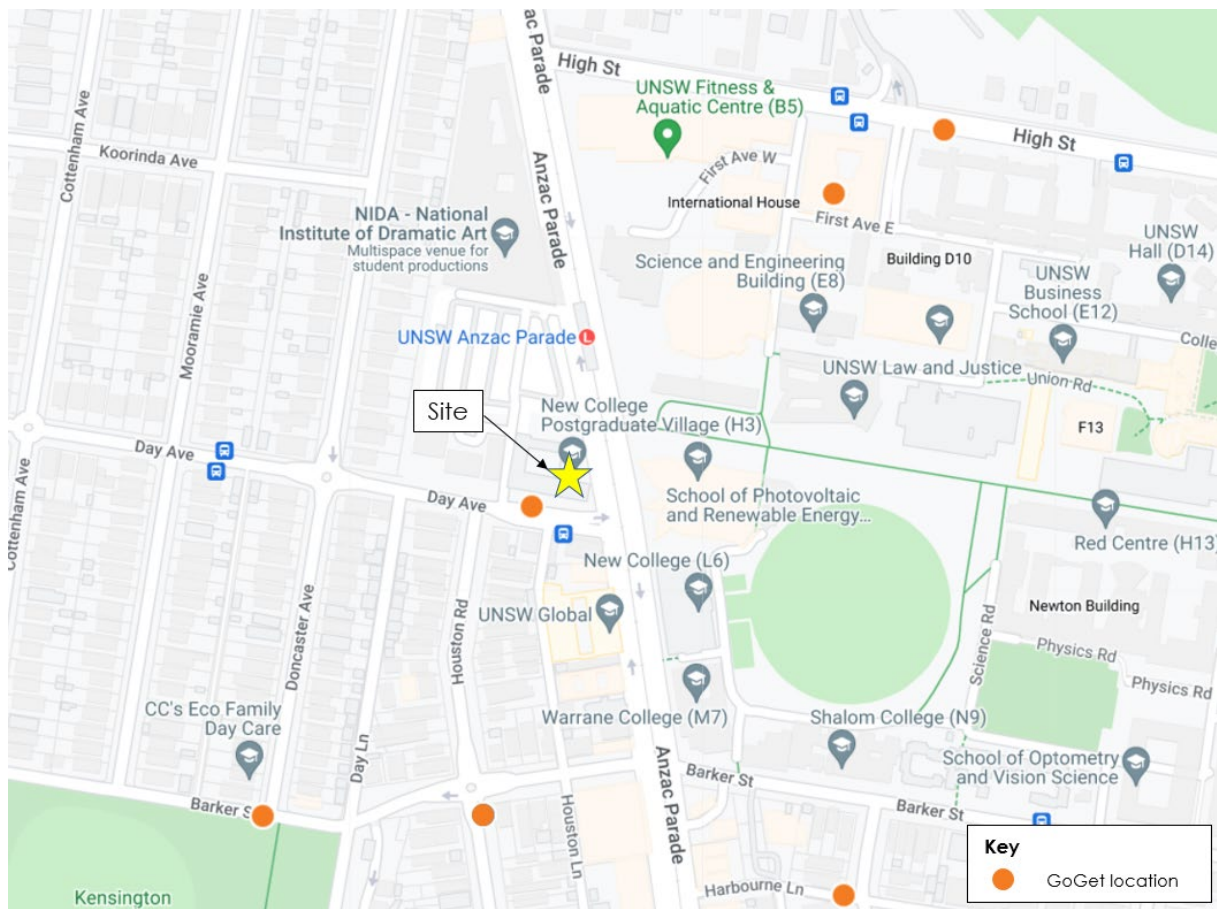 Anzac Parade
High St
UNSW Fitness &
Aquatic Centre (B5)
High St
Cottenham Ave
Koorinda Ave
Anzac Parade
First Ave W
International House
First Ave E
NIDA - National
Institute of Dramatic Art
Multispace venue for
student productions
UNSW
Hall (D14)
Building D10
Science and Engineering
Building (E8)
UNSW
Business
School (E12)
Mooramie Ave
UNSW Anzac Parade
L
Colle
UNSW Law and Justice
Union Rd
Site
New College
Postgraduate Village (H3)
F13
Day Ave
Day Ave
School of Photovoltaic
and Renewable Energy...
Cottenham Ave
Red Centre (H13)
New College (L6)
UNSW Global
Newton Building
Doncaster Ave
Houston Rd
Science Rd
Physics Rd
Physics Rd
CC's Eco Family
Day Care
Warrane College (M7)
Shalom College (N9)
Day Ln
School of Optometry
and Vision Science
Anzac Parade
Barker St
Barker St
Barker S
Houston Ln
Harbourne Ln
Kensington
Key
GoGet location